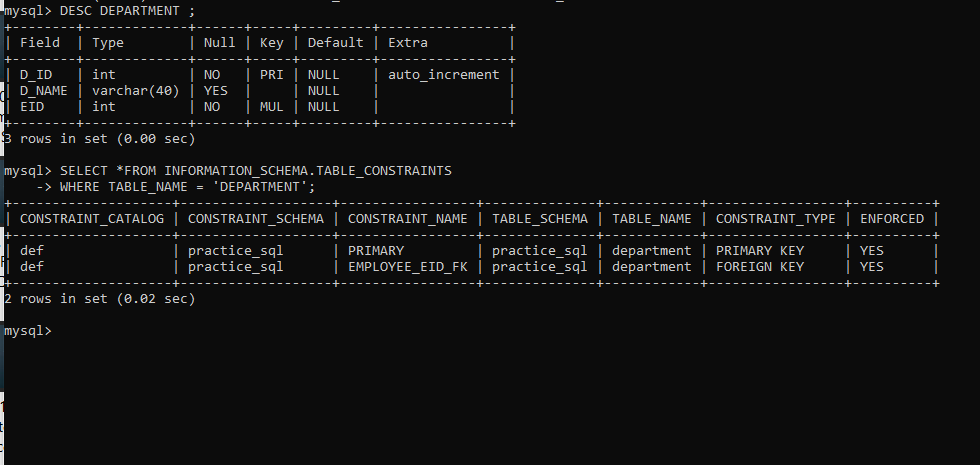 mysql> DESC DEPARTMENT ;
+--------+-------------+------+-----+---------+----------------+
| Field  | Type        | Null | Key | Default | Extra          |
+--------+-------------+------+-----+---------+----------------+
| D_ID   | int         | NO   | PRI | NULL    | auto_increment |
| D_NAME | varchar(40) | YES  |     | NULL    |                |
| EID    | int         | NO   | MUL | NULL    |                |
+--------+-------------+------+-----+---------+----------------+
3 rows in set (0.00 sec)
mysql> SELECT *FROM INFORMATION_SCHEMA.TABLE_CONSTRAINTS
    -> WHERE TABLE_NAME = 'DEPARTMENT';
+--------------------+-------------------+-----------------+--------------+------------+-----------------+----------+
| CONSTRAINT_CATALOG | CONSTRAINT_SCHEMA | CONSTRAINT_NAME | TABLE_SCHEMA | TABLE_NAME | CONSTRAINT_TYPE | ENFORCED |
+--------------------+-------------------+-----------------+--------------+------------+-----------------+----------+
| def                | practice_sql      | PRIMARY         | practice_sql | department | PRIMARY KEY     | YES      |
| def                | practice_sql      | EMPLOYEE_EID_FK | practice_sql | department | FOREIGN KEY     | YES      |
+--------------------+-------------------+-----------------+--------------+------------+-----------------+----------+
2 rows in set (0.02 sec)
mysql>